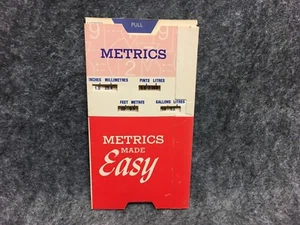 PULL
METRICS
INCHES MILLIMETRES PINTS LITRES
FEET METRES GALLONS LITRES
METRICS
MADE
Easy